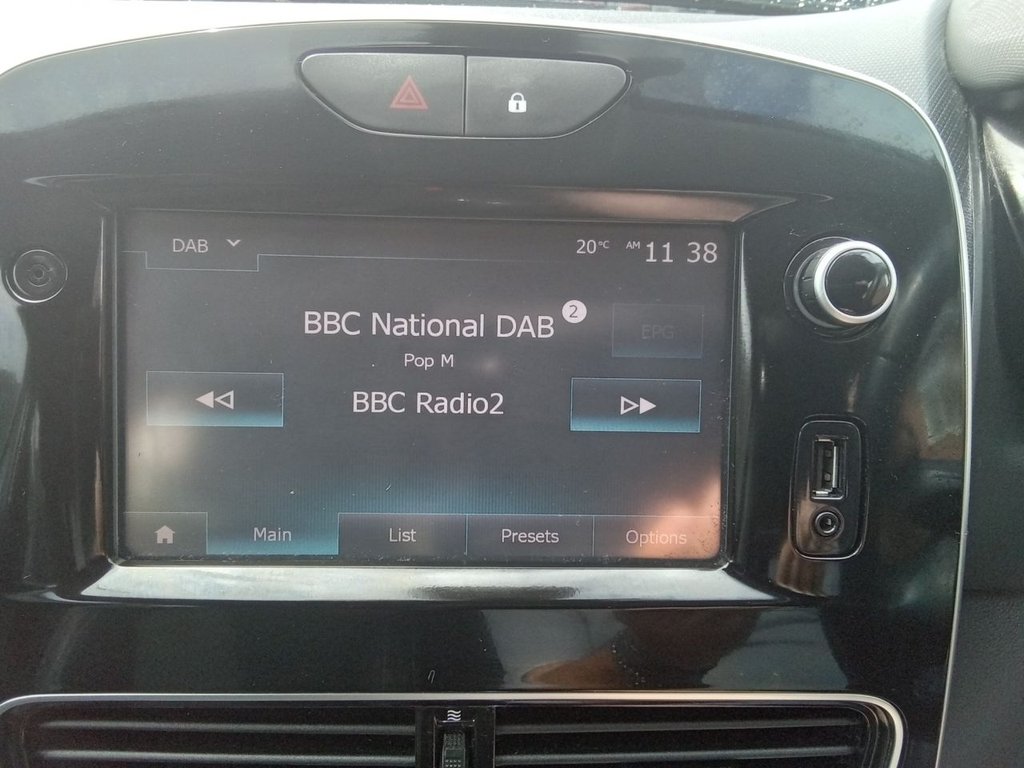 DAB
20°C AM 11 38
BBC National DAB 2
EPG
Pop M
BBC Radio2
Main List Presets Options